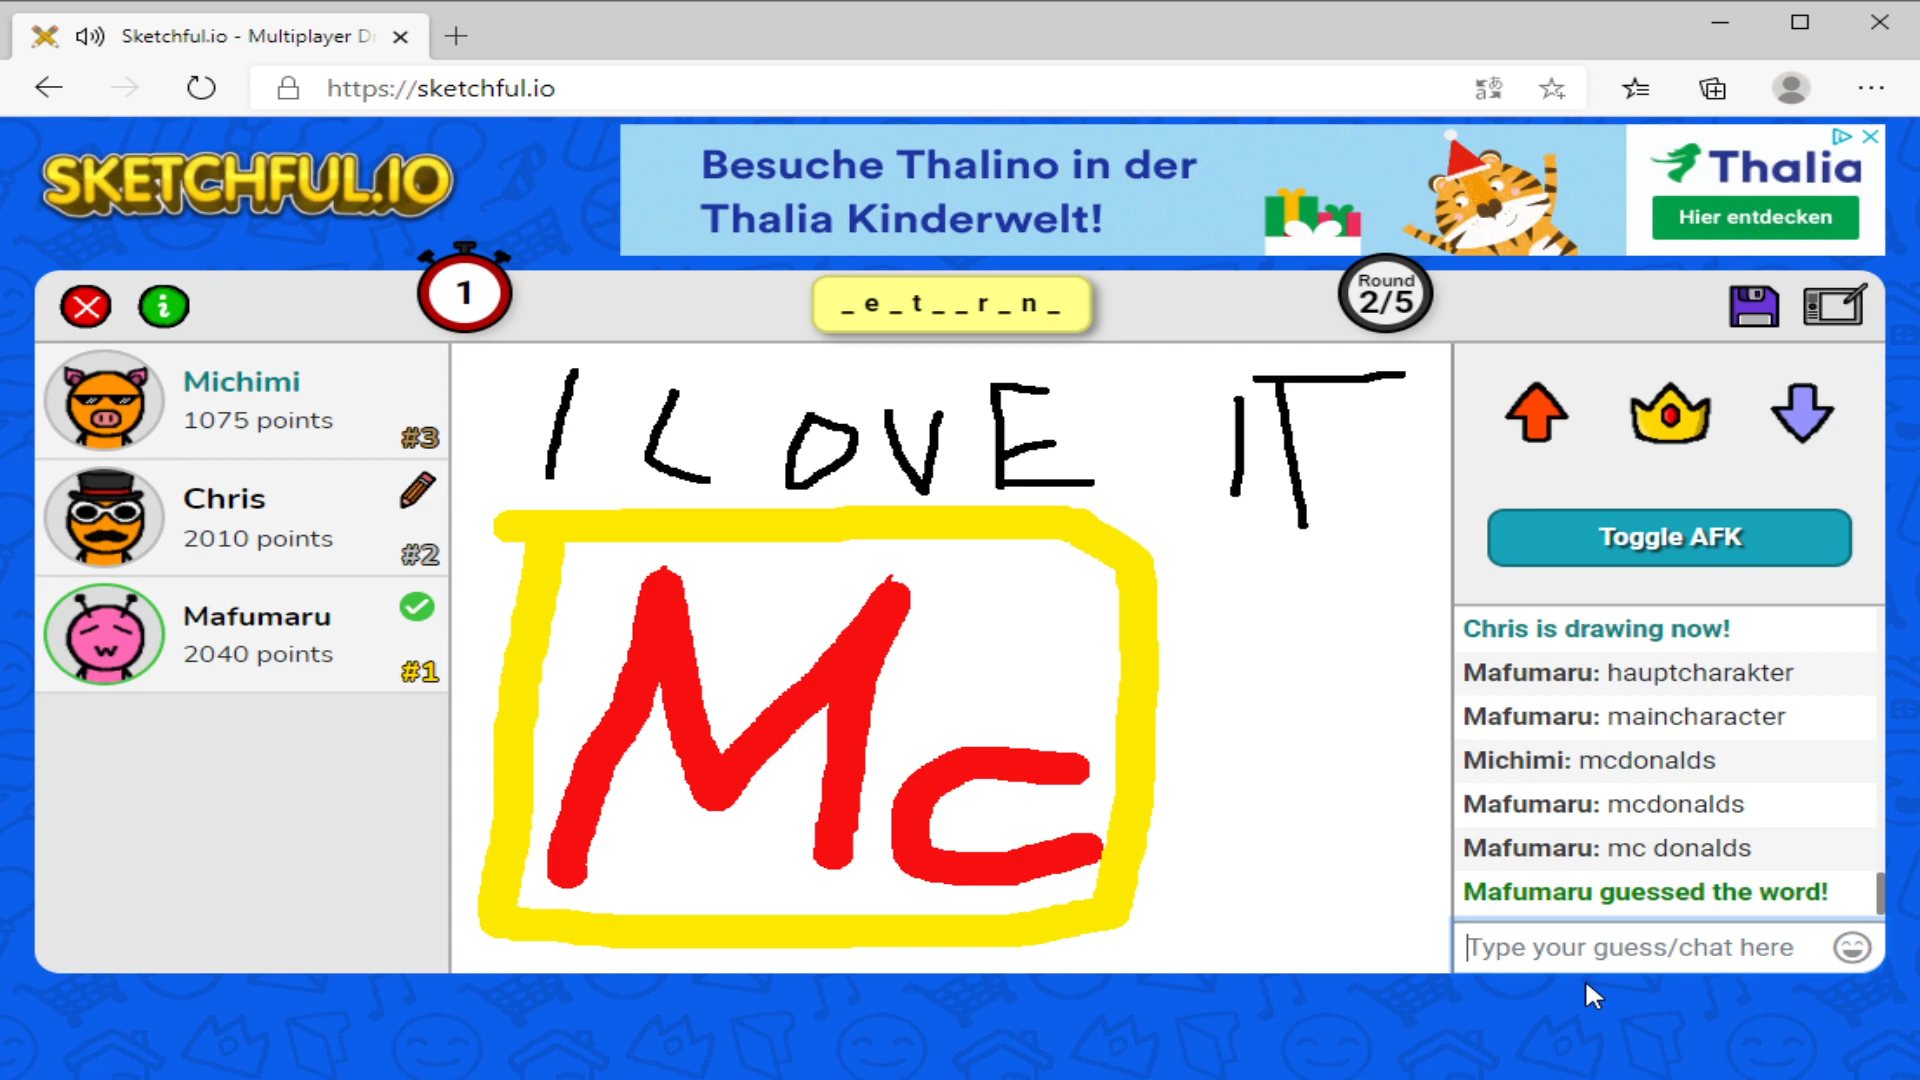 Sketchful.io - Multiplayer Dr
https://sketchful.io
SKETCHFUL.IO
Besuche Thalino in der
Thalia Kinderwelt!
Thalia
Hier entdecken
1
_ e _ t _ _ r _ n _
Round
2/5
Michimi
1075 points
#3
Chris
2010 points
#2
Mafumaru
2040 points
#1
I LOVE IT
Mc
Toggle AFK
Chris is drawing now!
Mafumaru: hauptcharakter
Mafumaru: maincharacter
Michimi: mcdonalds
Mafumaru: mcdonalds
Mafumaru: mc donalds
Mafumaru guessed the word!
Type your guess/chat here